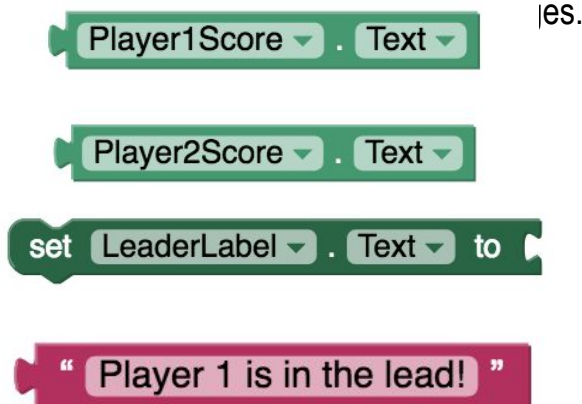 Player1Score . Text
Player2Score . Text
set LeaderLabel . Text to
“ Player 1 is in the lead! ”